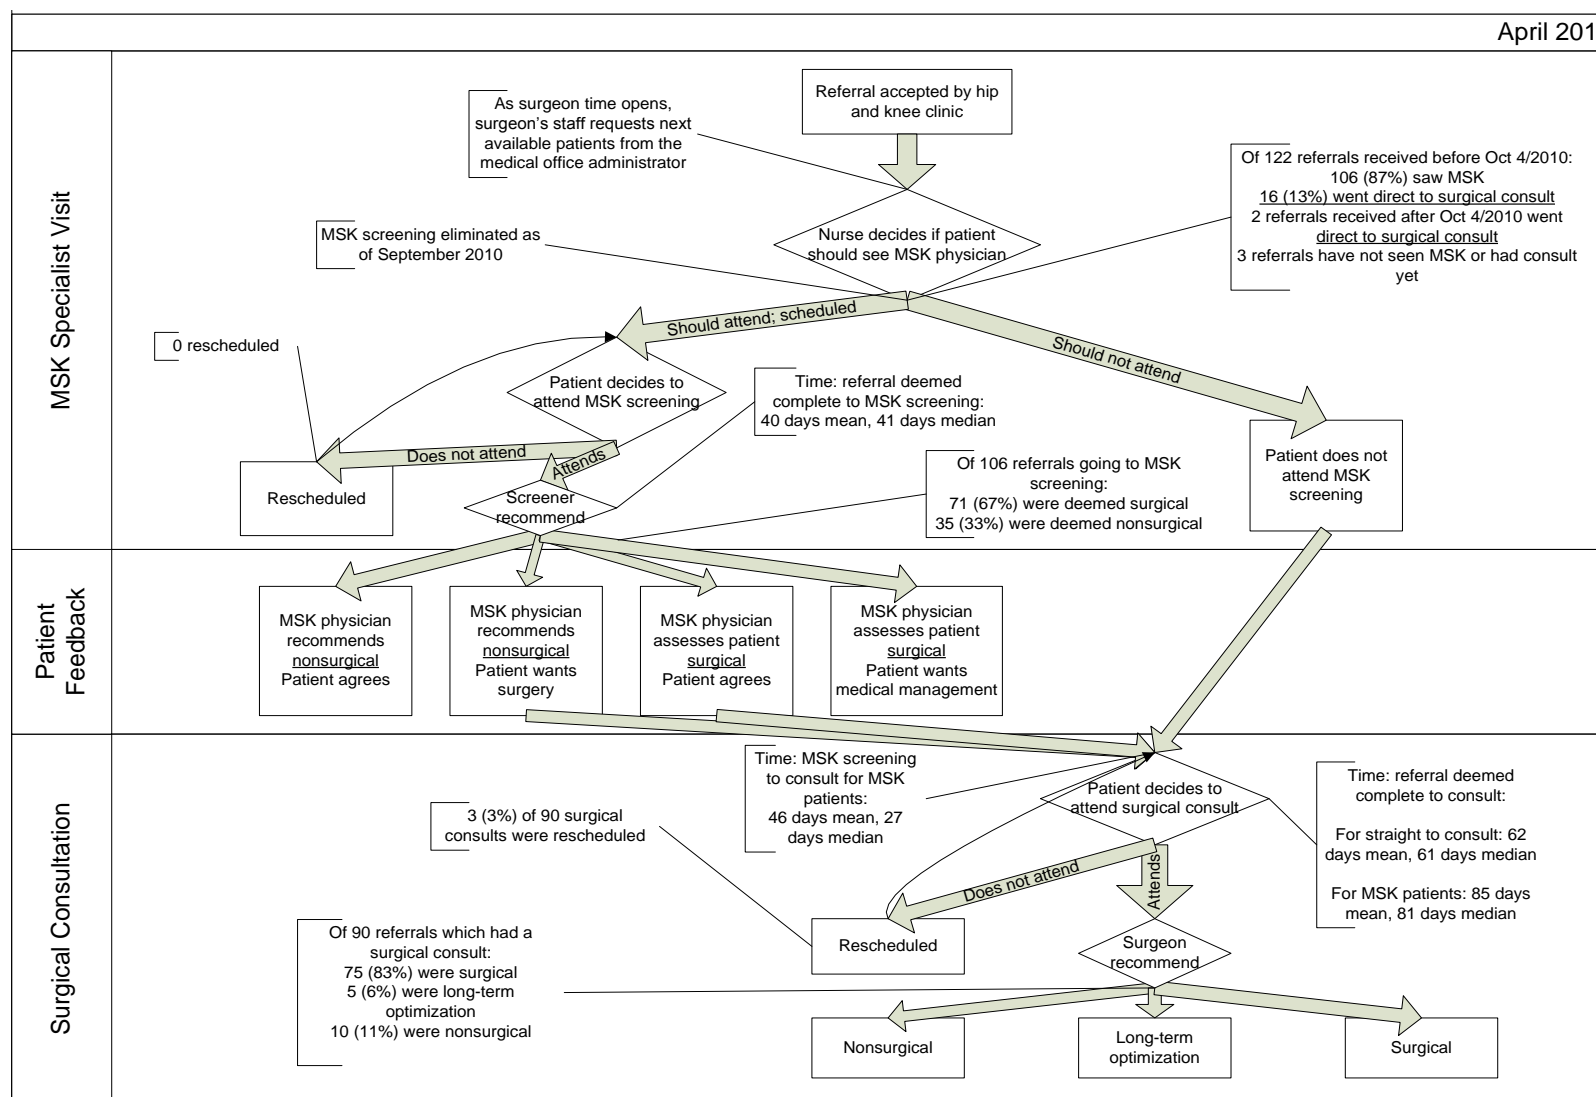 April 201
MSK Specialist Visit
Referral accepted by hip
and knee clinic
As surgeon time opens,
surgeon's staff requests next
available patients from the
medical office administrator
Of 122 referrals received before Oct 4/2010:
106 (87%) saw MSK
16 (13%) went direct to surgical consult
2 referrals received after Oct 4/2010 went
direct to surgical consult
3 referrals have not seen MSK or had consult
yet
MSK screening eliminated as
of September 2010
Nurse decides if patient
should see MSK physician
Should attend; scheduled
Should not attend
0 rescheduled
Patient decides to
attend MSK screening
Time: referral deemed
complete to MSK screening:
40 days mean, 41 days median
Does not attend
Attends
Rescheduled
Screener
recommend
Of 106 referrals going to MSK
screening:
71 (67%) were deemed surgical
35 (33%) were deemed nonsurgical
Patient does not
attend MSK
screening
Patient
Feedback
MSK physician
recommends
nonsurgical
Patient agrees
MSK physician
recommends
nonsurgical
Patient wants
surgery
MSK physician
assesses patient
surgical
Patient agrees
MSK physician
assesses patient
surgical
Patient wants
medical management
Surgical Consultation
Time: MSK screening
to consult for MSK
patients:
46 days mean, 27
days median
Patient decides to
attend surgical consult
Time: referral deemed
complete to consult:
For straight to consult: 62
days mean, 61 days median
For MSK patients: 85 days
mean, 81 days median
3 (3%) of 90 surgical
consults were rescheduled
Does not attend
Attends
Rescheduled
Surgeon
recommend
Of 90 referrals which had a
surgical consult:
75 (83%) were surgical
5 (6%) were long-term
optimization
10 (11%) were nonsurgical
Nonsurgical
Long-term
optimization
Surgical